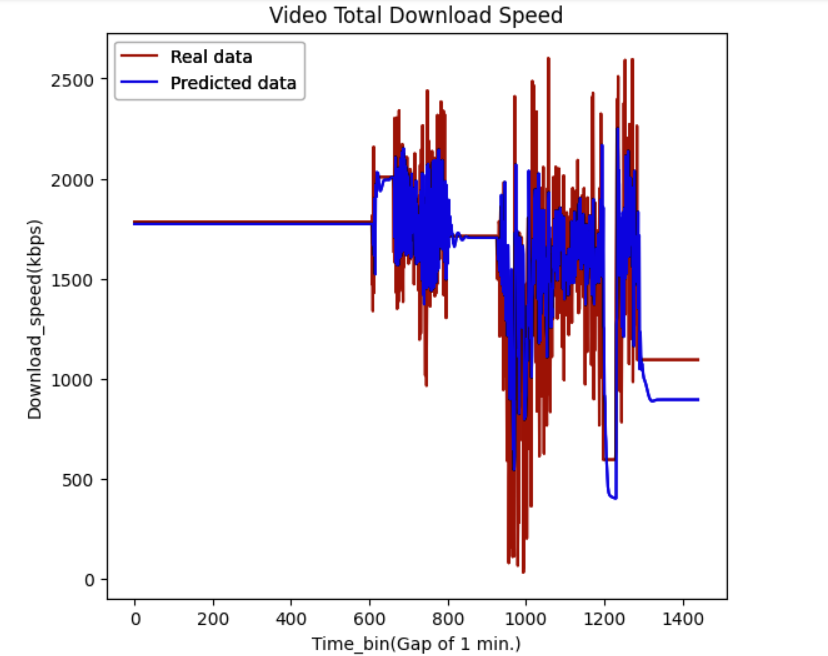 Video Total Download Speed
Real data
Predicted data
Download_speed(kbps)
2500
2000
1500
1000
500
0
0 200 400 600 800 1000 1200 1400
Time_bin(Gap of 1 min.)